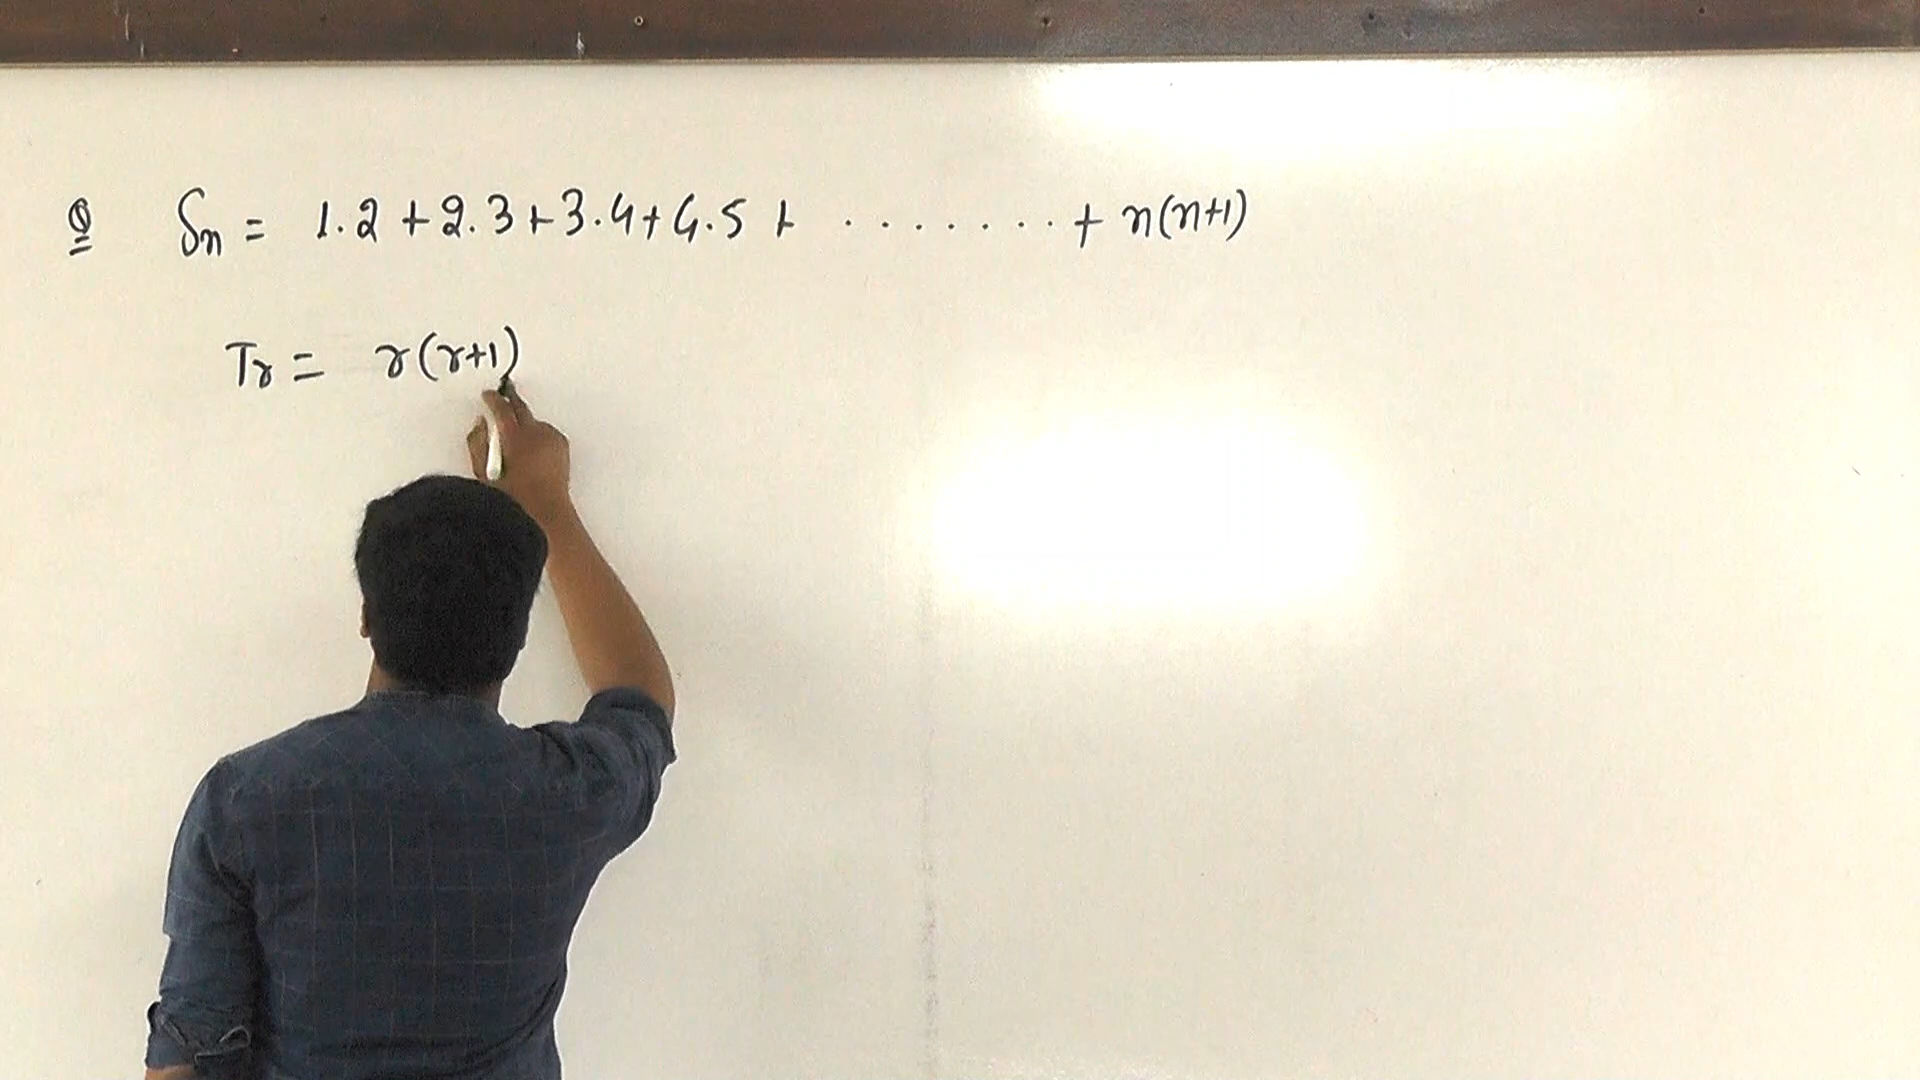 Q Sn = 1.2 + 2.3 + 3.4 + 4.5 + ........ + n(n+1)
Tr = r(r+1)